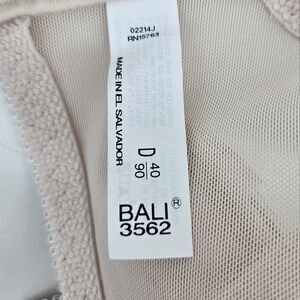 02214J
RN15763
MADE IN EL SALVADOR
D 40
90
BALI®
3562